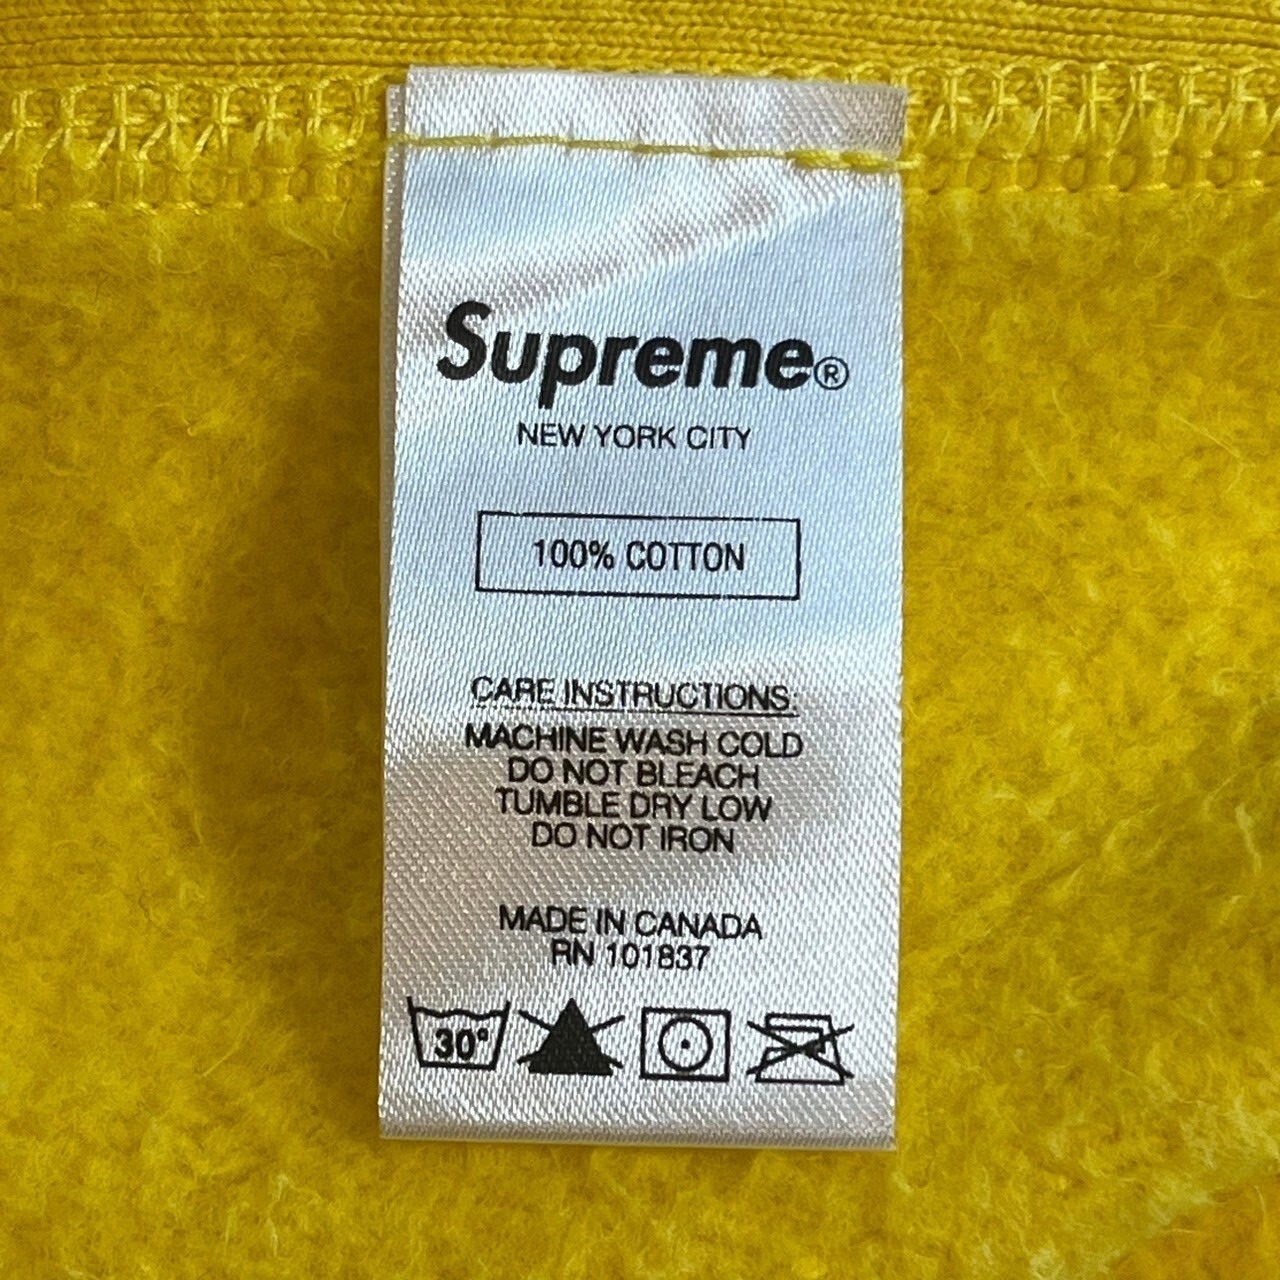 Supreme®
NEW YORK CITY
100% COTTON
CARE INSTRUCTIONS:
MACHINE WASH COLD
DO NOT BLEACH
TUMBLE DRY LOW
DO NOT IRON
MADE IN CANADA
RN 101837
30°